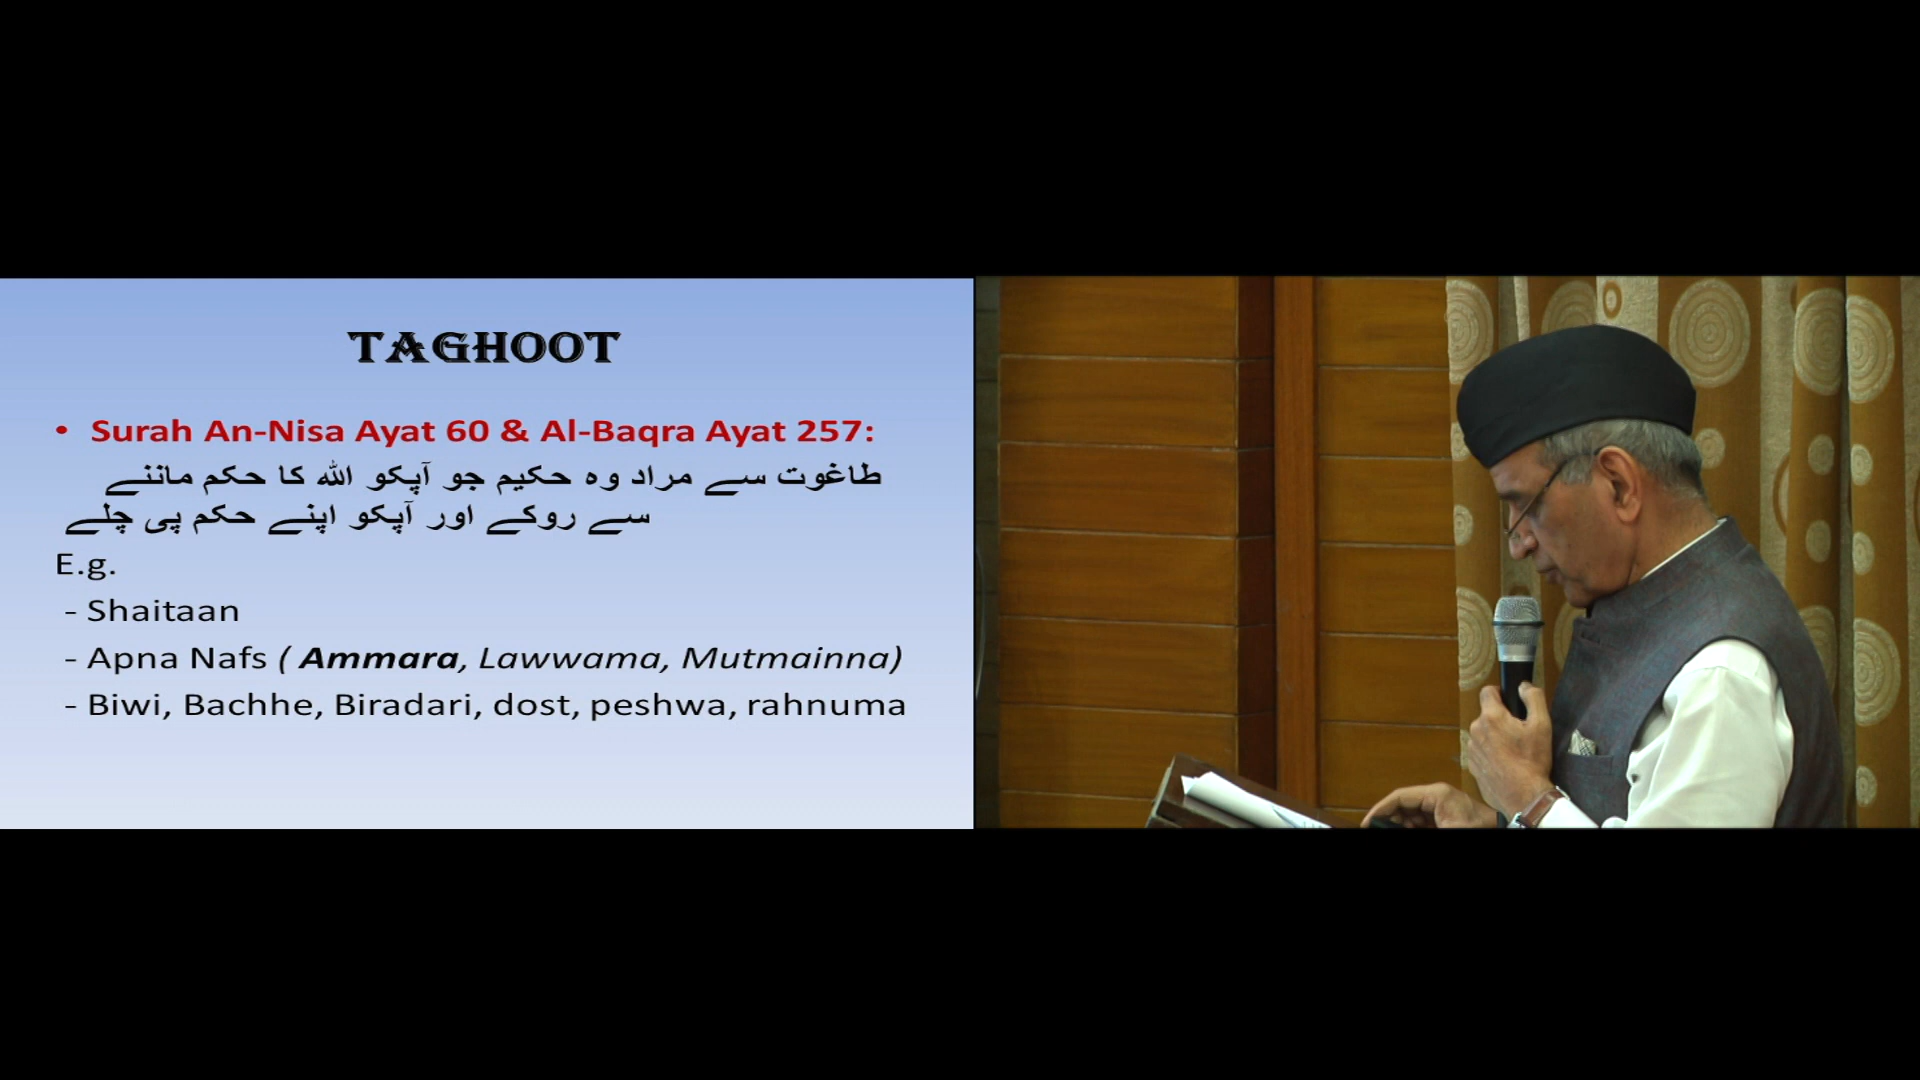 TAGHOOT
• Surah An-Nisa Ayat 60 & Al-Baqra Ayat 257:
طاغوت سے مراد وہ حکیم جو آپکو الله کا حکم ماننے
سے روکے اور آپکو اپنے حکم پی چلے
E.g.
- Shaitaan
- Apna Nafs ( Ammara, Lawwama, Mutmainna)
- Biwi, Bachhe, Biradari, dost, peshwa, rahnuma